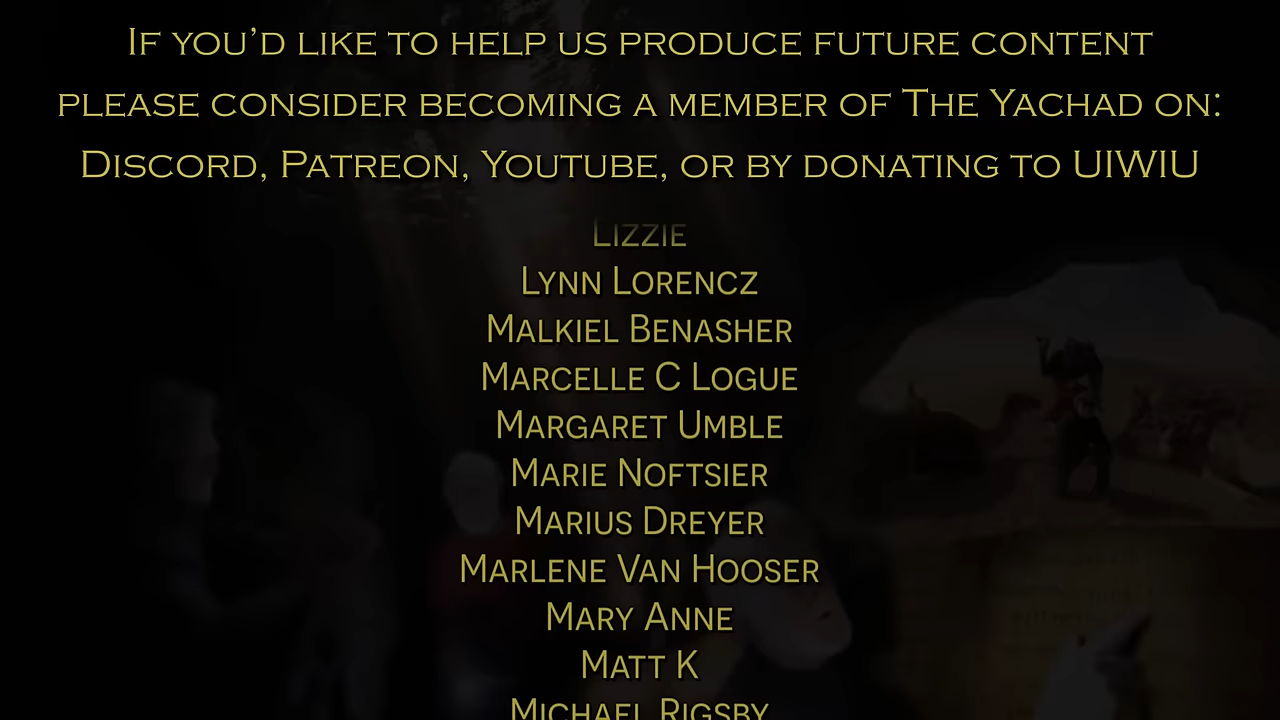 If you'd like to help us produce future content
please consider becoming a member of The Yachad on:
Discord, Patreon, Youtube, or by donating to UIWIU
Lizzie
Lynn Lorencz
Malkiel Benasher
Marcelle C Logue
Margaret Umble
Marie Noftsier
Marius Dreyer
Marlene Van Hooser
Mary Anne
Matt K
Michael Rigsby